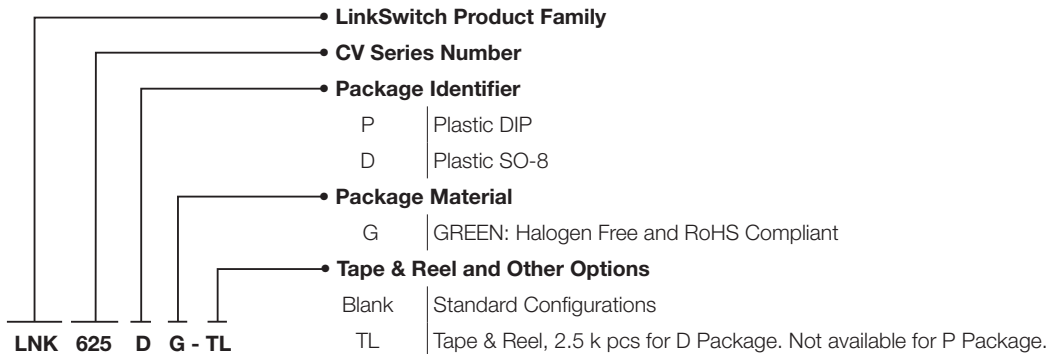 LinkSwitch Product Family
CV Series Number
Package Identifier
P Plastic DIP
D Plastic SO-8
Package Material
G GREEN: Halogen Free and RoHS Compliant
Tape & Reel and Other Options
Blank Standard Configurations
TL Tape & Reel, 2.5 k pcs for D Package. Not available for P Package.
LNK 625 D G - TL